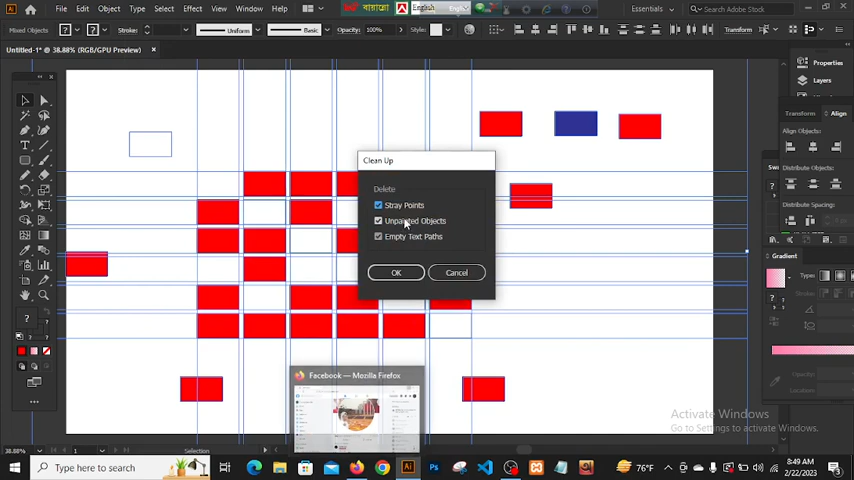 File Edit Object Type Select Effect View Window Help
বায়ান্নো
English
Essentials
Search Adobe Stock
Mixed Objects
Stroke:
Uniform
Basic
Opacity: 100%
Style:
Transform
Untitled-1* @ 38.88% (RGB/GPU Preview)
Properties
Layers
Transform
Align
Align Objects:
Distribute Objects:
Distribute Spacing:
Gradient
Clean Up
Delete
Stray Points
Unpainted Objects
Empty Text Paths
OK
Cancel
Facebook — Mozilla Firefox
Activate Windows
Go to Settings to activate Windows.
38.88%
1
Selection
Type here to search
76°F
8:49 AM
2/22/2023